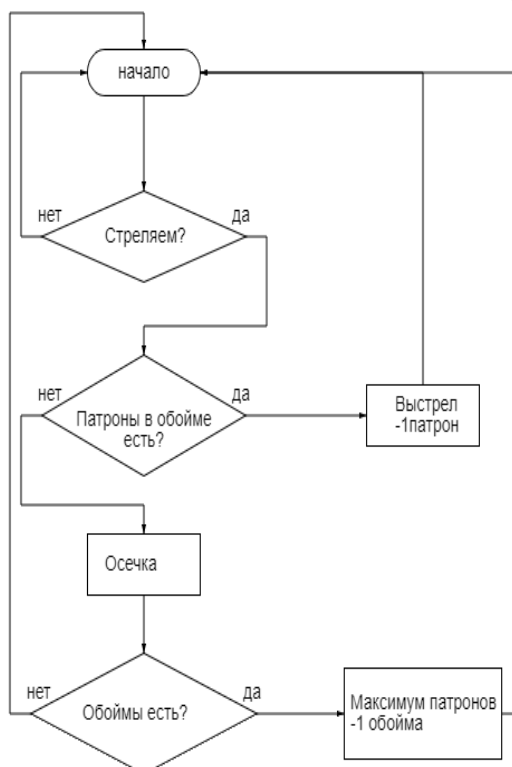 начало
нет
да
Стреляем?
нет
да
Патроны в обойме
есть?
Выстрел
-1патрон
Осечка
нет
да
Обоймы есть?
Максимум патронов
-1 обойма